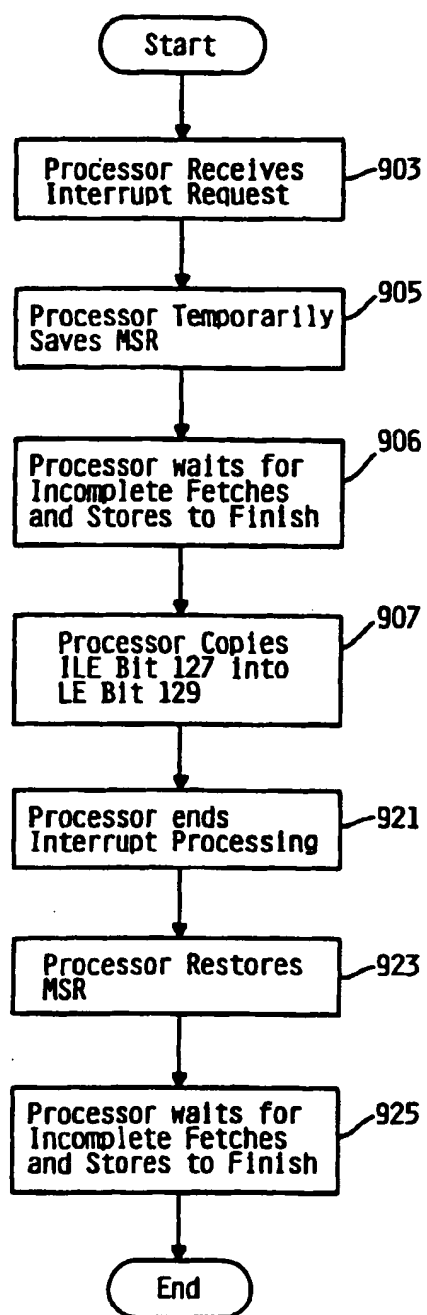 Start
Processor Receives
Interrupt Request
903
Processor Temporarily
Saves MSR
905
Processor waits for
Incomplete Fetches
and Stores to Finish
906
Processor Copies
ILE Bit 127 into
LE Bit 129
907
Processor ends
Interrupt Processing
921
Processor Restores
MSR
923
Processor waits for
Incomplete Fetches
and Stores to Finish
925
End